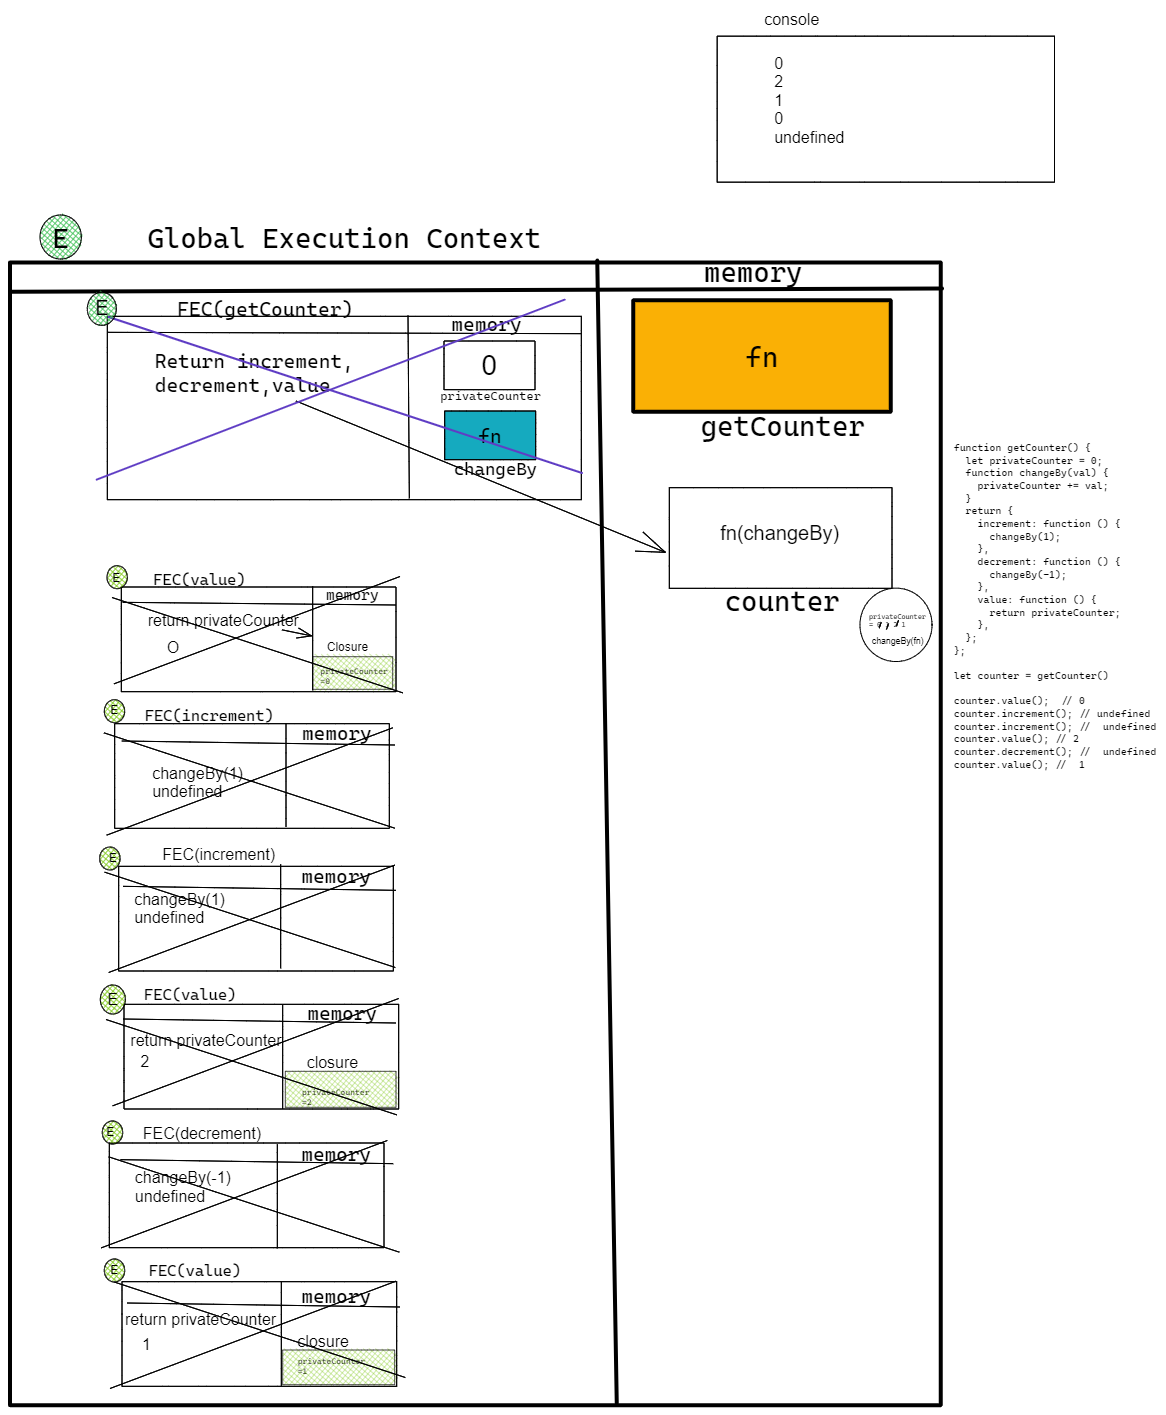 console
0
2
1
0
undefined
E
Global Execution Context
memory
E
FEC(getCounter)
memory
Return increment,
decrement,value
0
privateCounter
fn
changeBy
fn
getCounter
fn(changeBy)
counter
privateCounter
1
changeBy(fn)
function getCounter() {
let privateCounter = 0;
function changeBy(val) {
privateCounter += val;
}
return {
increment: function () {
changeBy(1);
},
decrement: function () {
changeBy(-1);
},
value: function () {
return privateCounter;
},
};
};
let counter = getCounter()
counter.value(); // 0
counter.increment(); // undefined
counter.increment(); // undefined
counter.value(); // 2
counter.decrement(); // undefined
counter.value(); // 1
E
FEC(value)
memory
return privateCounter
O
Closure
privateCounter
=0
E
FEC(increment)
memory
changeBy(1)
undefined
E
FEC(increment)
memory
changeBy(1)
undefined
E
FEC(value)
memory
return privateCounter
2
closure
privateCounter
=2
E
FEC(decrement)
memory
changeBy(-1)
undefined
E
FEC(value)
memory
return privateCounter
1
closure
privateCounter
=1